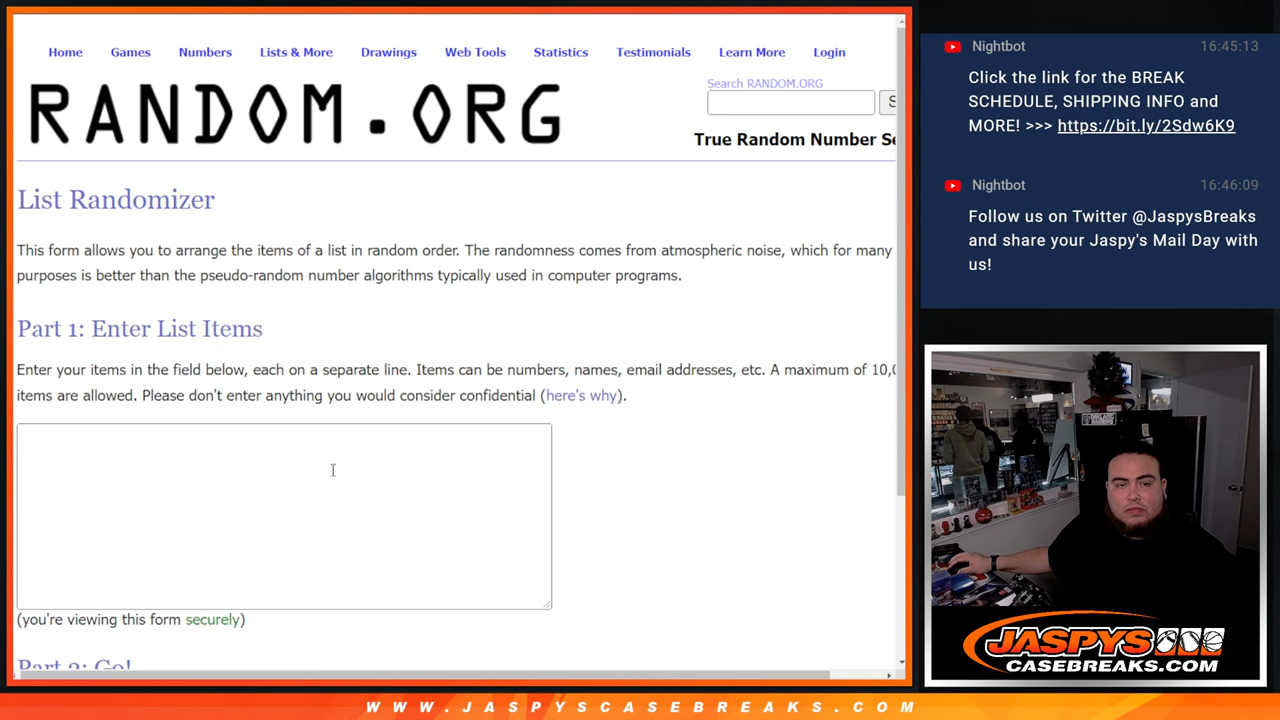 Home Games Numbers Lists & More Drawings Web Tools Statistics Testimonials Learn More Login
Search RANDOM.ORG
RANDOM.ORG
S
True Random Number Se
List Randomizer
This form allows you to arrange the items of a list in random order. The randomness comes from atmospheric noise, which for many
purposes is better than the pseudo-random number algorithms typically used in computer programs.
Part 1: Enter List Items
Enter your items in the field below, each on a separate line. Items can be numbers, names, email addresses, etc. A maximum of 10,0
items are allowed. Please don't enter anything you would consider confidential (here's why).
(you're viewing this form securely)
Part 2: Go!
Nightbot 16:45:13
Click the link for the BREAK
SCHEDULE, SHIPPING INFO and
MORE! >>> https://bit.ly/2Sdw6K9
Nightbot 16:46:09
Follow us on Twitter @JaspysBreaks
and share your Jaspy's Mail Day with
us!
JASPYS
CASEBREAKS.COM
WWW.JASPYSCASEBREAKS.COM